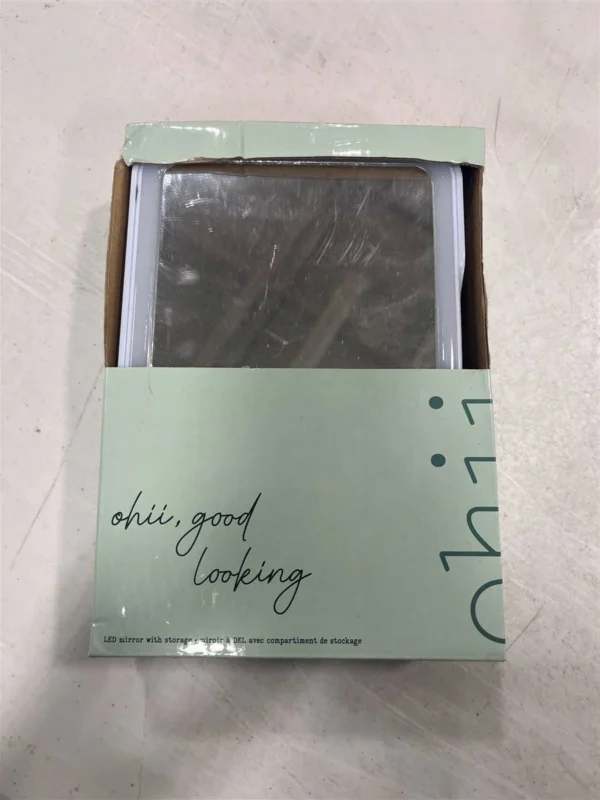 ohii, good
looking
LED mirror with storage • miroir à DEL avec compartiment de stockage
ohii